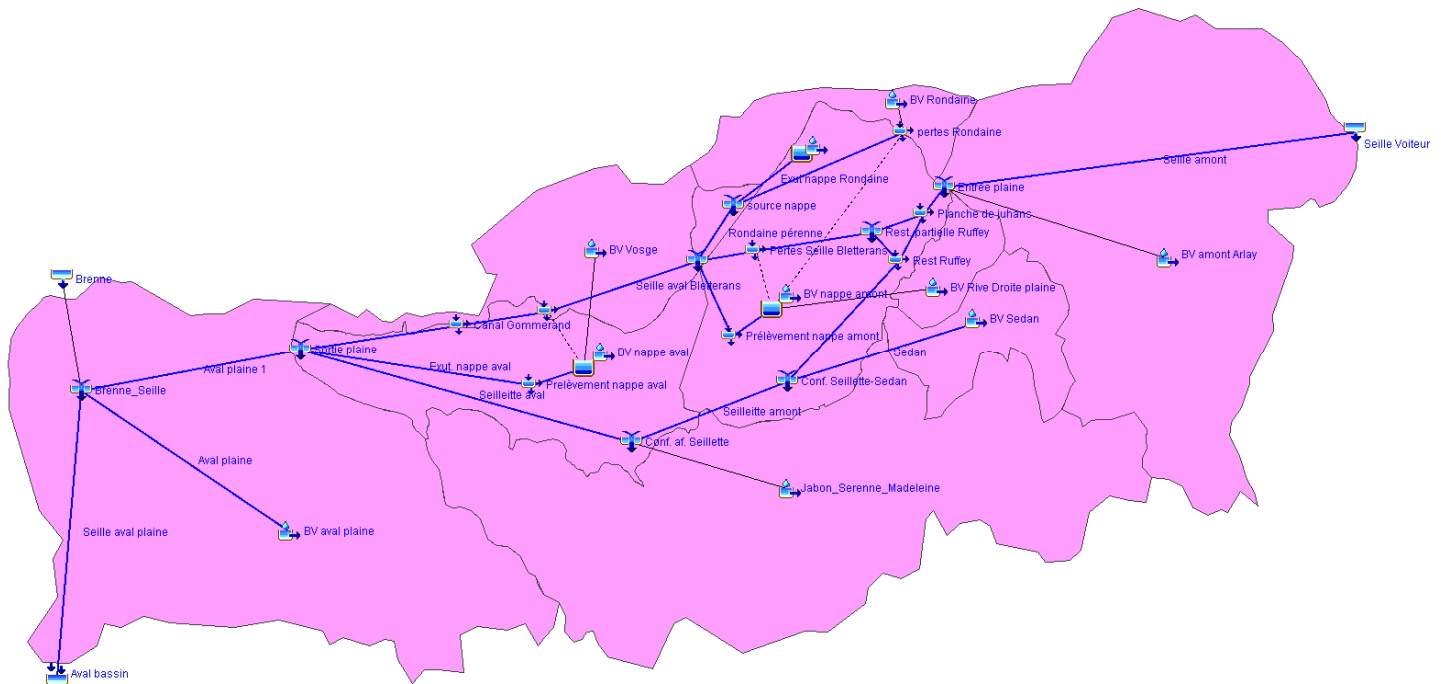 BV Rondaine
pertes Rondaine
Seille Voiteur
Seille amont
Exut nappe Rondaine
Entrée plaine
source nappe
Planche de juhans
Rondaine pérenne
Rest. partielle Ruffey
BV Vosge
Pertes Seille Bletterans
Rest Ruffey
BV amont Arlay
Brenne
Seille aval Bletterans
BV nappe amont
BV Rive Droite plaine
Canal Gommerand
BV Sedan
Prélèvement nappe amont
Sortie plaine
Sedan
DV nappe aval
Exut. nappe aval
Aval plaine 1
Conf. Seillette-Sedan
Prelèvement nappe aval
Brenne_Seille
Seilleitte aval
Seilleitte amont
Conf. af. Seillette
Aval plaine
Jabon_Serenne_Madeleine
Seille aval plaine
BV aval plaine
Aval bassin